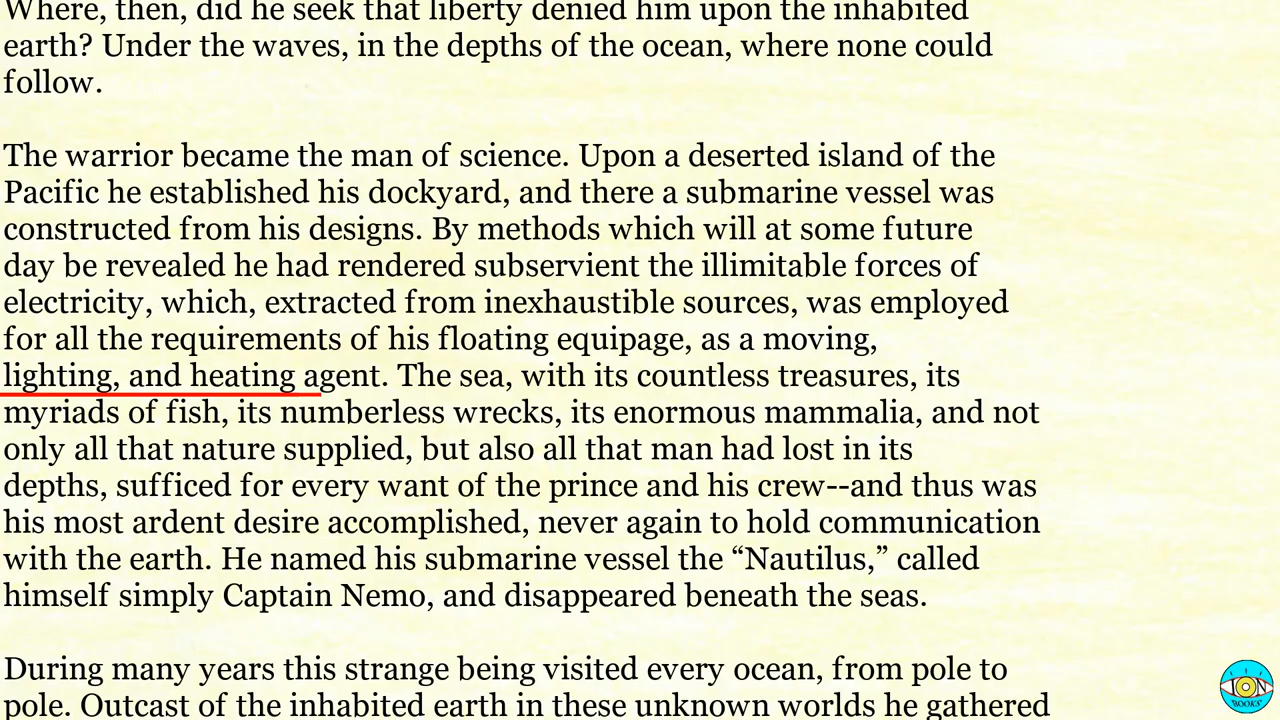 Where, then, did he seek that liberty denied him upon the inhabited
earth? Under the waves, in the depths of the ocean, where none could
follow.
The warrior became the man of science. Upon a deserted island of the
Pacific he established his dockyard, and there a submarine vessel was
constructed from his designs. By methods which will at some future
day be revealed he had rendered subservient the illimitable forces of
electricity, which, extracted from inexhaustible sources, was employed
for all the requirements of his floating equipage, as a moving,
lighting, and heating agent. The sea, with its countless treasures, its
myriads of fish, its numberless wrecks, its enormous mammalia, and not
only all that nature supplied, but also all that man had lost in its
depths, sufficed for every want of the prince and his crew--and thus was
his most ardent desire accomplished, never again to hold communication
with the earth. He named his submarine vessel the “Nautilus,” called
himself simply Captain Nemo, and disappeared beneath the seas.
During many years this strange being visited every ocean, from pole to
pole. Outcast of the inhabited earth in these unknown worlds he gathered
ION
BOOKS